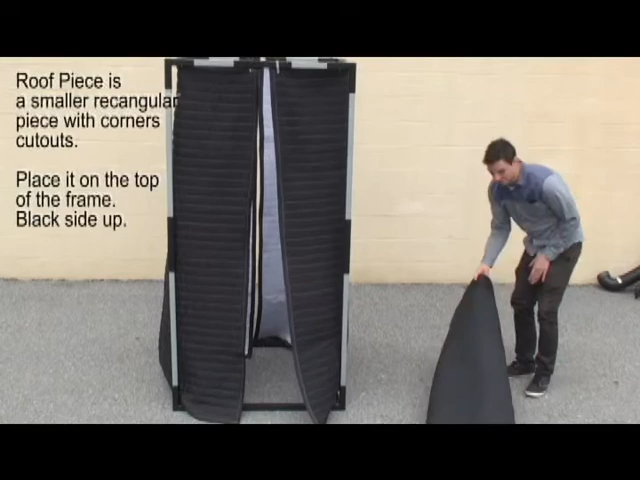 Roof Piece is
a smaller recangular
piece with corners
cutouts.
Place it on the top
of the frame.
Black side up.